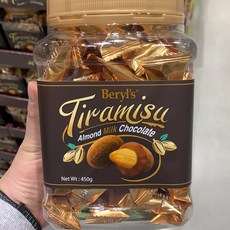 Beryl's
Tiramisu
Almond Milk Chocolate
Net Wt: 450g